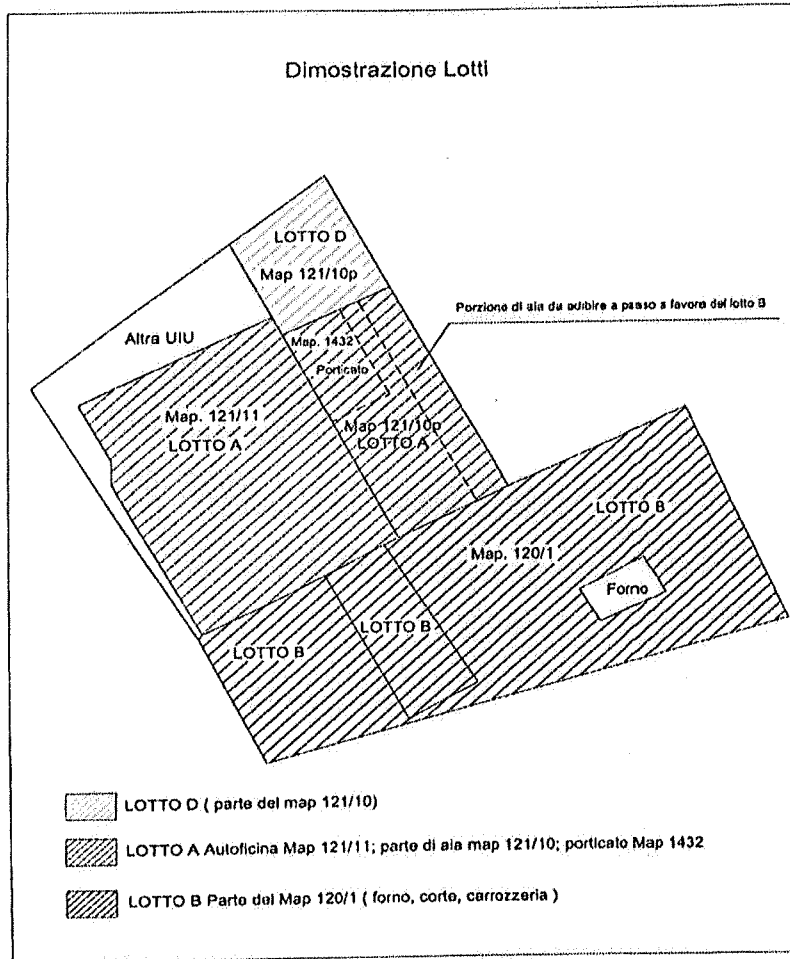 Dimostrazione Lotti
LOTTO D
Map 121/10p
Porzione di aia da adibire a passo a favore del lotto B
Altra UIU
Map. 1432
Porticato
Map. 121/11
LOTTO A
Map 121/10p
LOTTO A
LOTTO B
Map. 120/1
Forno
LOTTO B
LOTTO B
LOTTO D ( parte del map 121/10)
LOTTO A Autoficina Map 121/11; parte di aia map 121/10; porticato Map 1432
LOTTO B Parte del Map 120/1 ( forno, corte, carrozzeria )